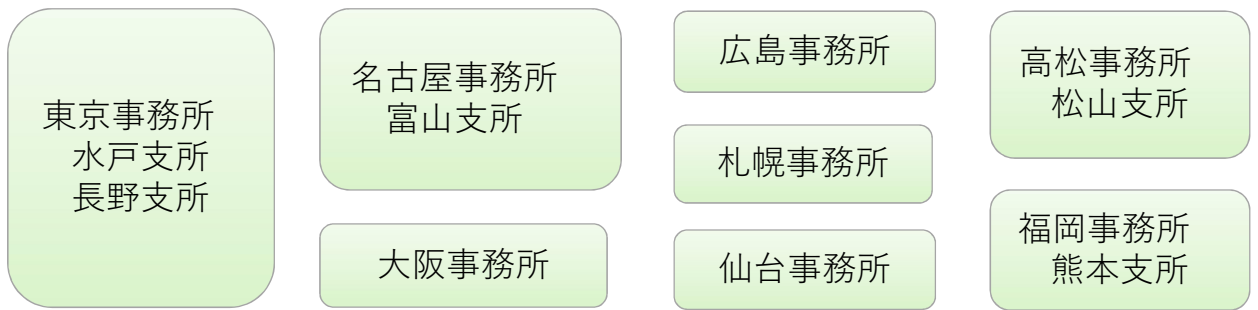 東京事務所
水戸支所
長野支所
名古屋事務所
富山支所
大阪事務所
広島事務所
札幌事務所
仙台事務所
高松事務所
松山支所
福岡事務所
熊本支所